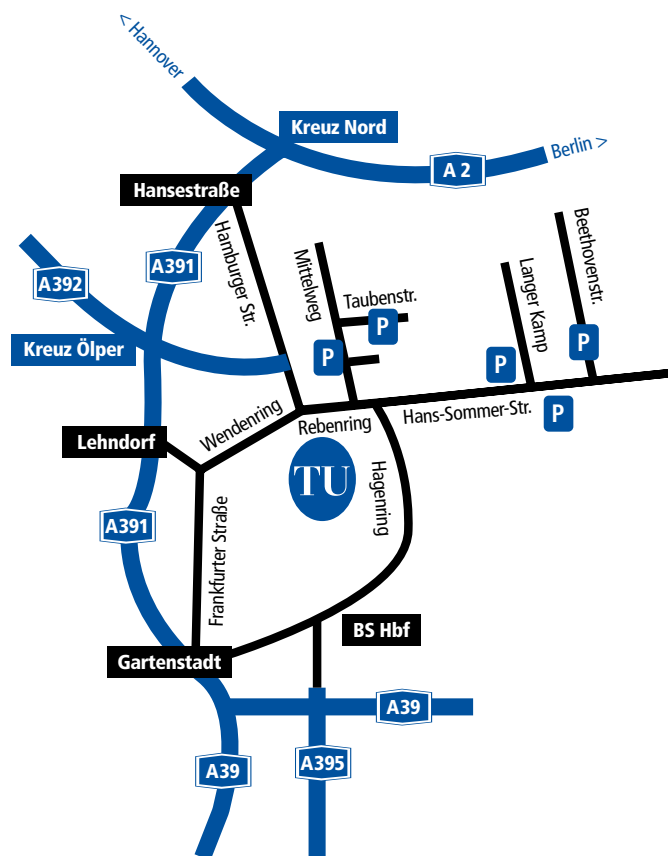 < Hannover
Kreuz Nord
Berlin >
A 2
Hansestraße
Beethovenstr.
Hamburger Str.
Mittelweg
A391
Langer Kamp
A392
Taubenstr.
P
Kreuz Ölper
P
P
P
Wendenring
Rebenring
Hans-Sommer-Str.
P
Lehndorf
TU
Hagenring
A391
Frankfurter Straße
BS Hbf
Gartenstadt
A39
A39
A395